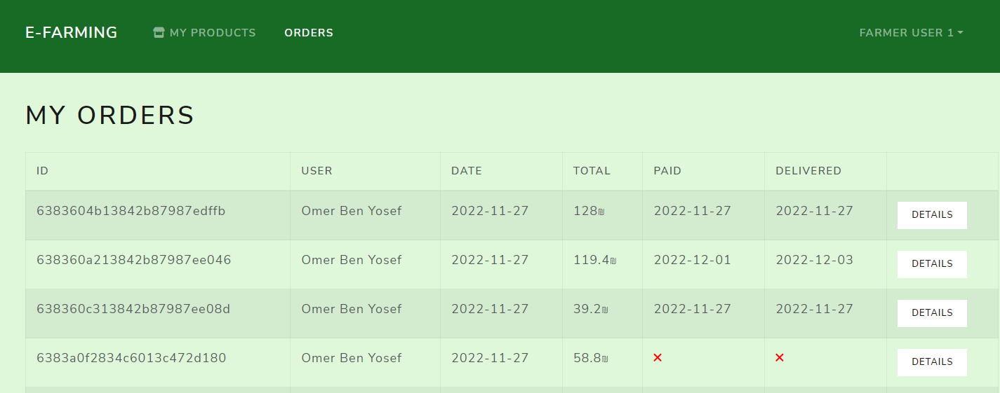 E-FARMING MY PRODUCTS ORDERS FARMER USER 1
MY ORDERS
ID USER DATE TOTAL PAID DELIVERED
6383604b13842b87987edffb Omer Ben Yosef 2022-11-27 128₪ 2022-11-27 2022-11-27 DETAILS
638360a213842b87987ee046 Omer Ben Yosef 2022-11-27 119.4₪ 2022-12-01 2022-12-03 DETAILS
638360c313842b87987ee08d Omer Ben Yosef 2022-11-27 39.2₪ 2022-11-27 2022-11-27 DETAILS
6383a0f2834c6013c472d180 Omer Ben Yosef 2022-11-27 58.8₪ DETAILS